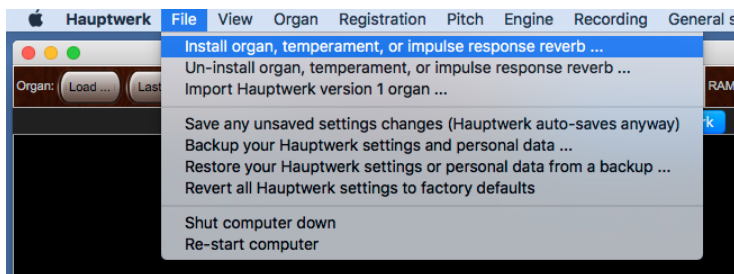 Hauptwerk File View Organ Registration Pitch Engine Recording General
Install organ, temperament, or impulse response reverb ...
Un-install organ, temperament, or impulse response reverb ...
Organ: Load ... Last RAM
Import Hauptwerk version 1 organ ...
Save any unsaved settings changes (Hauptwerk auto-saves anyway)
Backup your Hauptwerk settings and personal data ...
Restore your Hauptwerk settings or personal data from a backup ...
Revert all Hauptwerk settings to factory defaults
Shut computer down
Re-start computer